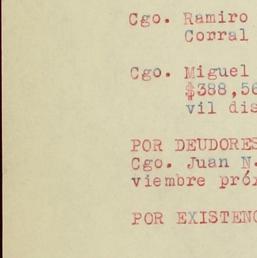 Cgo. Ramiro
Corral
Cgo. Miguel
$388,56
vil dis
POR DEUDORES
Cgo. Juan N.
viembre próx
POR EXISTENC